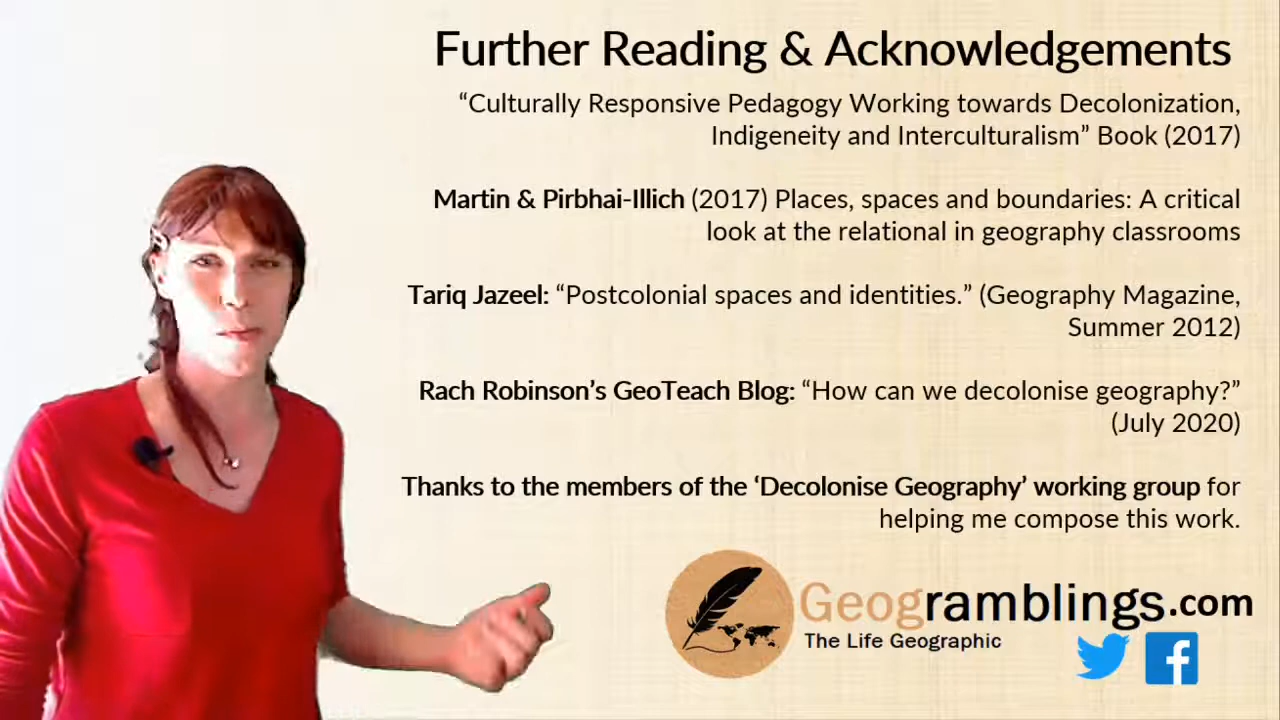 Further Reading & Acknowledgements
“Culturally Responsive Pedagogy Working towards Decolonization,
Indigeneity and Interculturalism” Book (2017)
Martin & Pirbhai-Illich (2017) Places, spaces and boundaries: A critical
look at the relational in geography classrooms
Tariq Jazeel: “Postcolonial spaces and identities.” (Geography Magazine,
Summer 2012)
Rach Robinson’s GeoTeach Blog: “How can we decolonise geography?”
(July 2020)
Thanks to the members of the ‘Decolonise Geography’ working group for
helping me compose this work.
Geogramblings.com
The Life Geographic